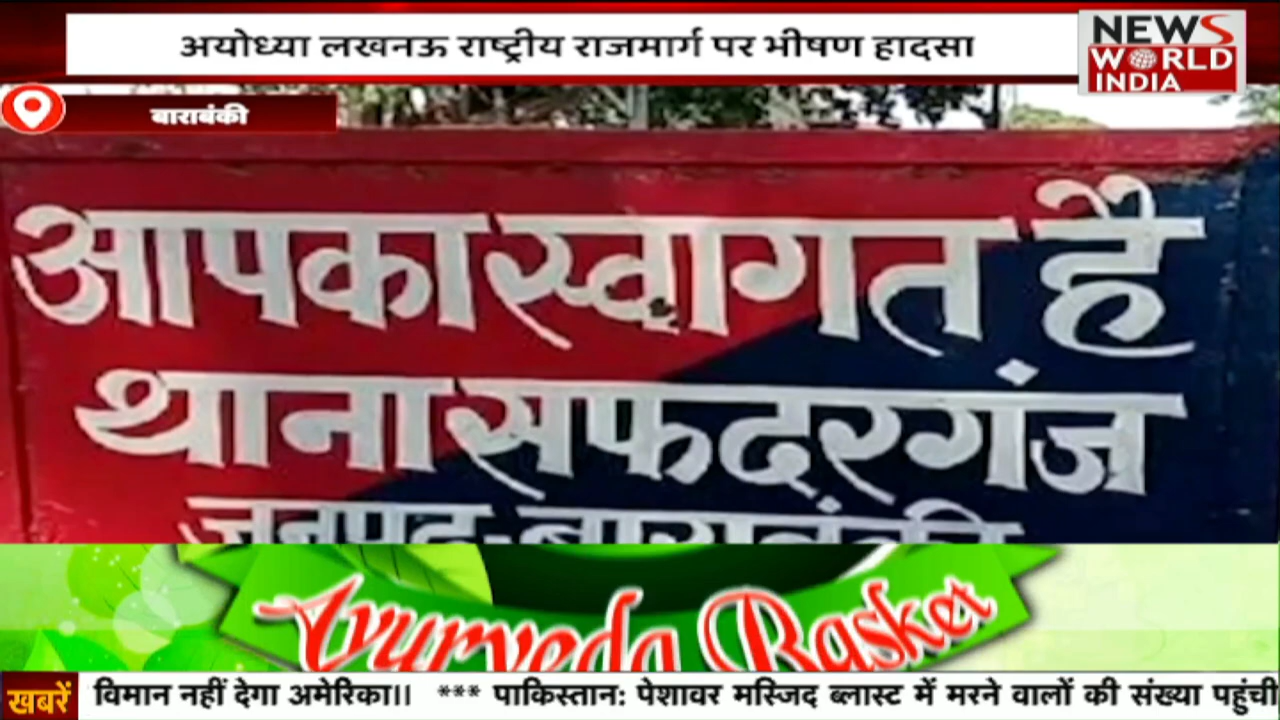 अयोध्या लखनऊ राष्ट्रीय राजमार्ग पर भीषण हादसा
NEWS
WORLD
INDIA
बाराबंकी
आपका स्वागत है
थाना सफदरगंज
जनपद-बाराबंकी
Ayurveda Basket
खबरें विमान नहीं देगा अमेरिका।। *** पाकिस्तान: पेशावर मस्जिद ब्लास्ट में मरने वालों की संख्या पहुंची